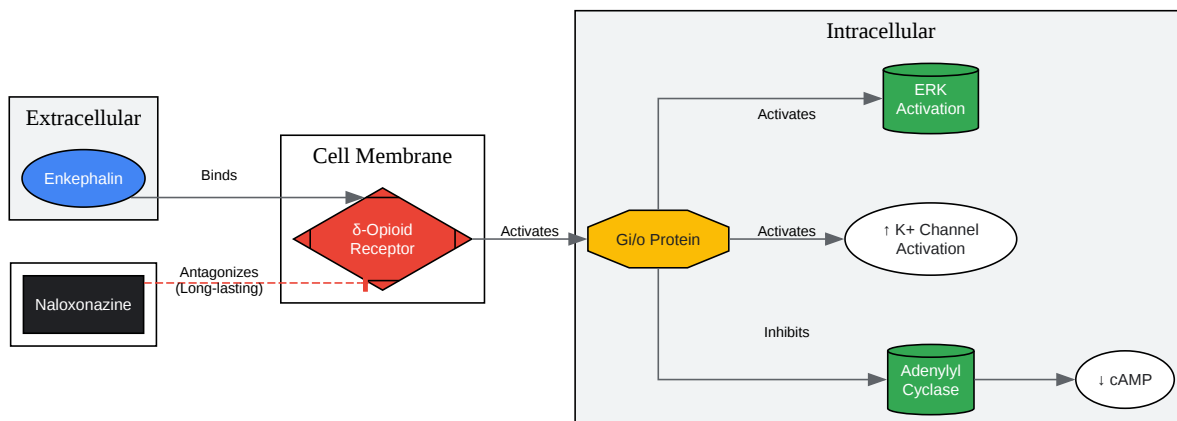 Intracellular
ERK
Activation
Activates
Extracellular
Enkephalin
Binds
Cell Membrane
δ-Opioid
Receptor
Activates
Gi/o Protein
Activates
↑ K+ Channel
Activation
Antagonizes
(Long-lasting)
Naloxonazine
Inhibits
Adenylyl
Cyclase
↓ cAMP